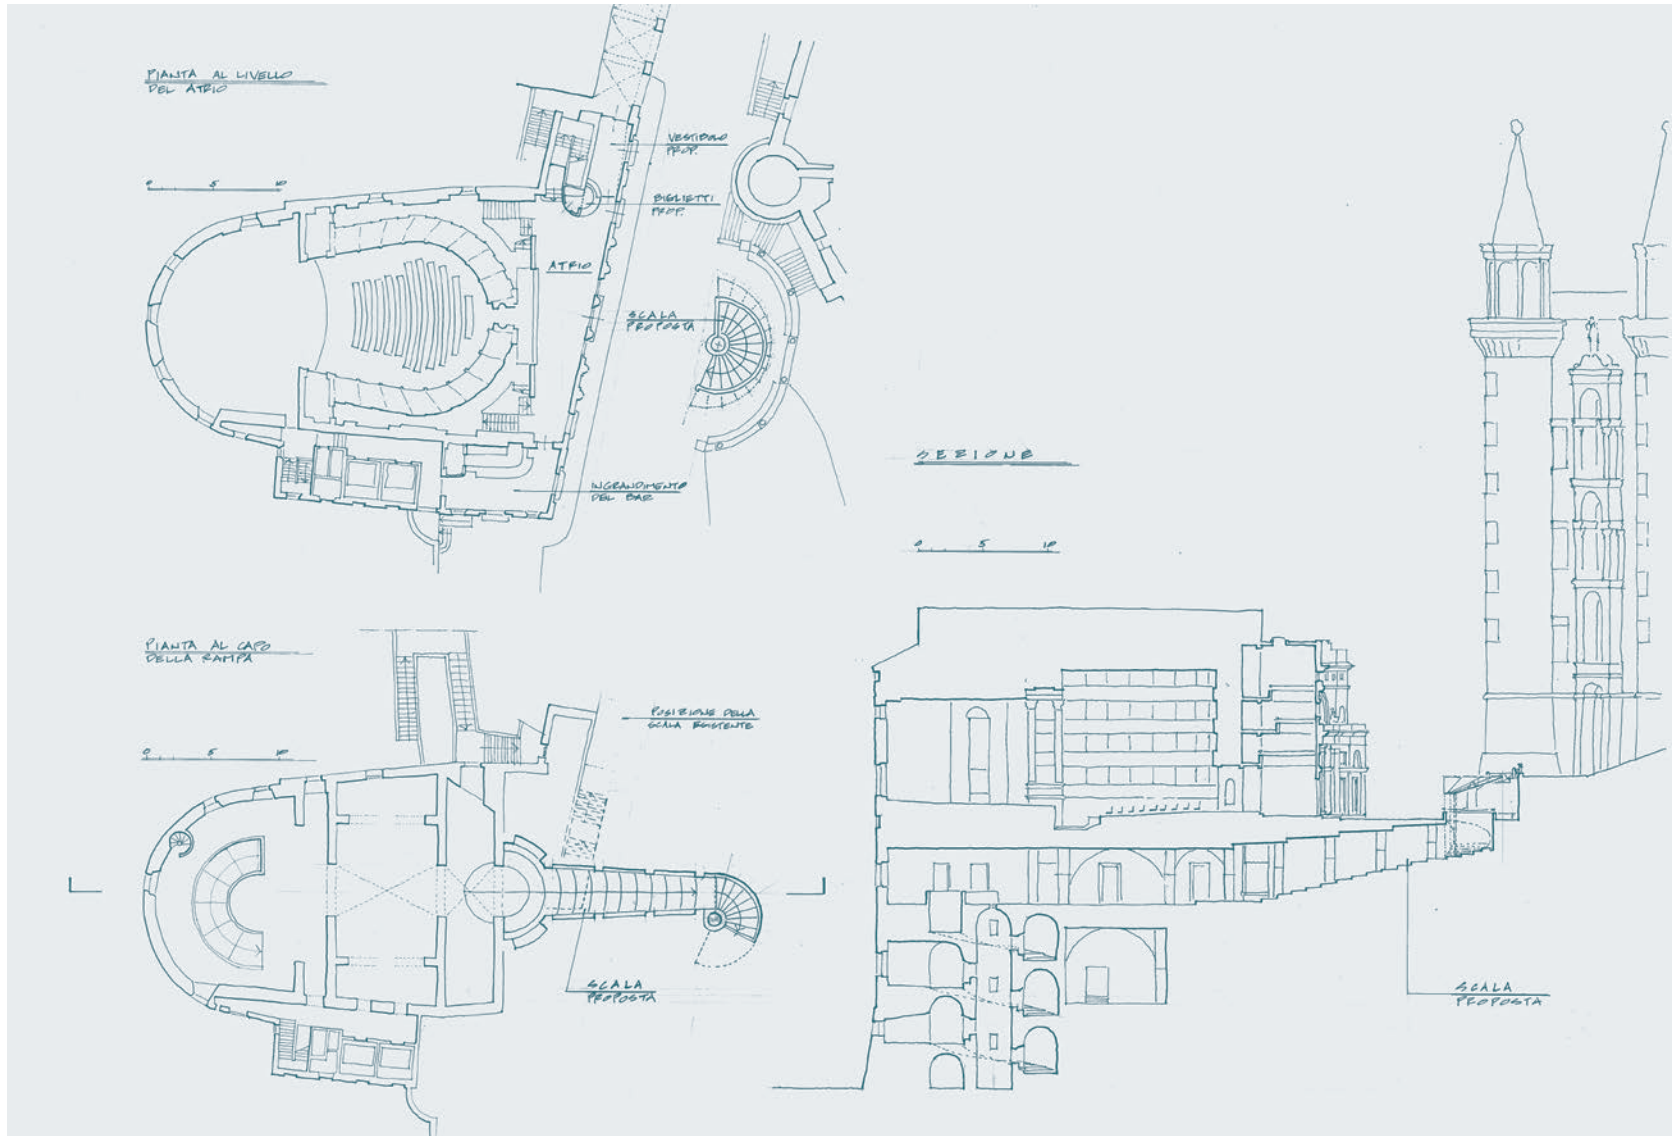 PIANTA AL LIVELLO
DEL ATRIO
0 5 10
VESTIBOLO
PROP.
BIGLIETTI
PROP.
ATRIO
SCALA
PROPOSTA
INGRANDIMENTO
DEL BAR
SEZIONE
0 5 10
PIANTA AL CAPO
DELLA RAMPA
0 5 10
POSIZIONE DELLA
SCALA ESISTENTE
SCALA
PROPOSTA
SCALA
PROPOSTA